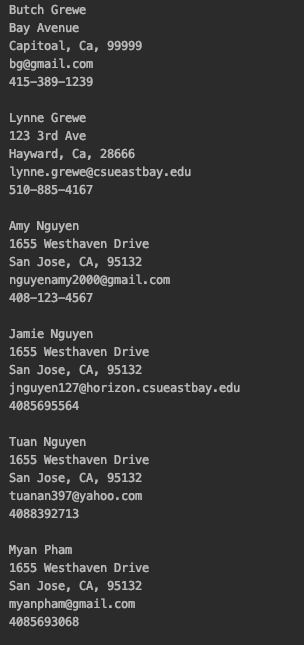 Butch Grewe
Bay Avenue
Capitoal, Ca, 99999
bg@gmail.com
415-389-1239

Lynne Grewe
123 3rd Ave
Hayward, Ca, 28666
lynne.grewe@csueastbay.edu
510-885-4167

Amy Nguyen
1655 Westhaven Drive
San Jose, CA, 95132
nguyenamy2000@gmail.com
408-123-4567

Jamie Nguyen
1655 Westhaven Drive
San Jose, CA, 95132
jnguyen127@horizon.csueastbay.edu
4085695564

Tuan Nguyen
1655 Westhaven Drive
San Jose, CA, 95132
tuanan397@yahoo.com
4088392713

Myan Pham
1655 Westhaven Drive
San Jose, CA, 95132
myanpham@gmail.com
4085693068